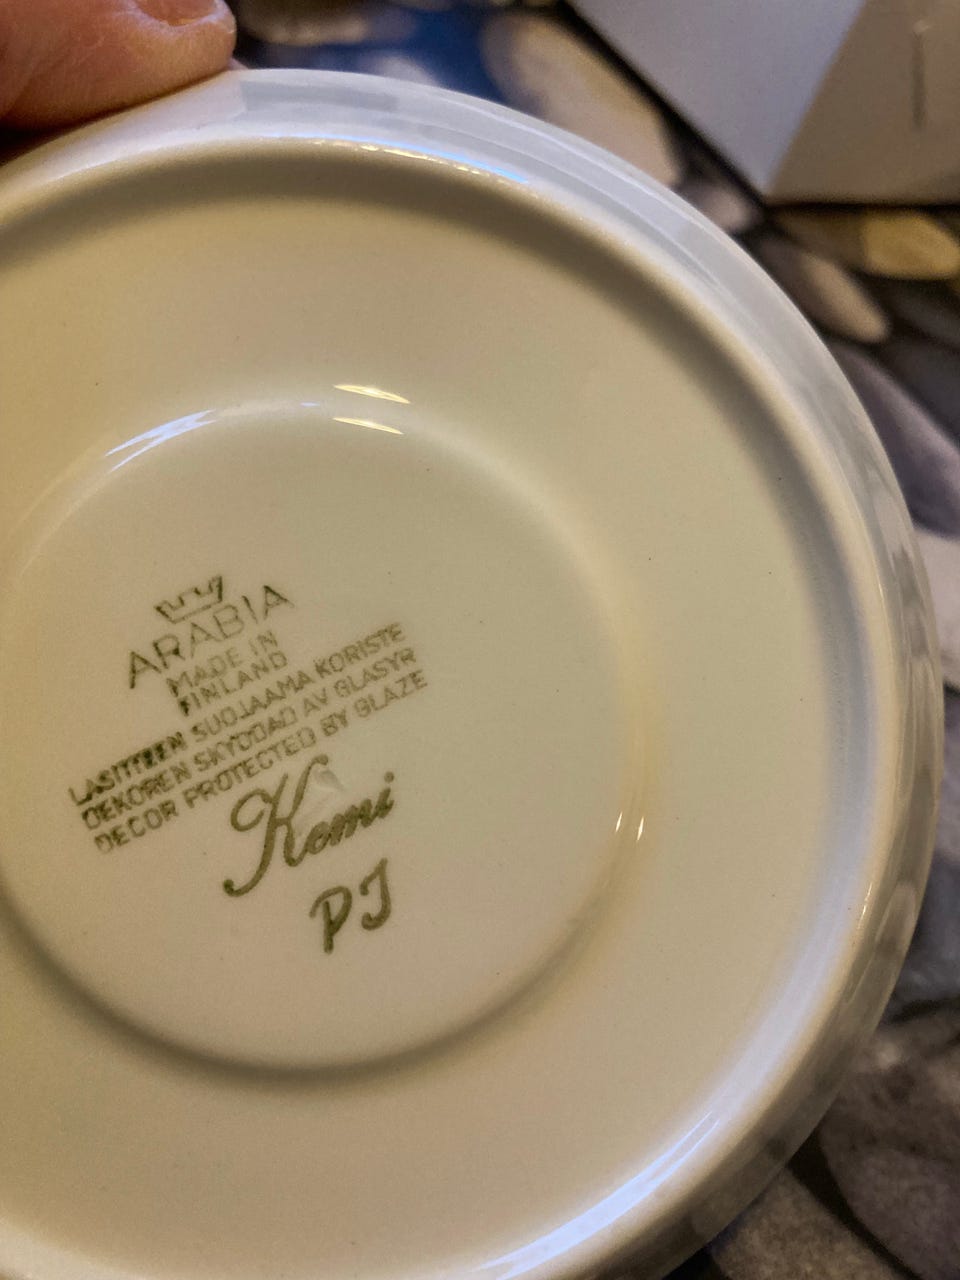 ARABIA
MADE IN
FINLAND
LASITTEEN SUOJAAMA KORISTE
DEKOREN SKYDDAD AV GLASYR
DECOR PROTECTED BY GLAZE
Kemi
PJ